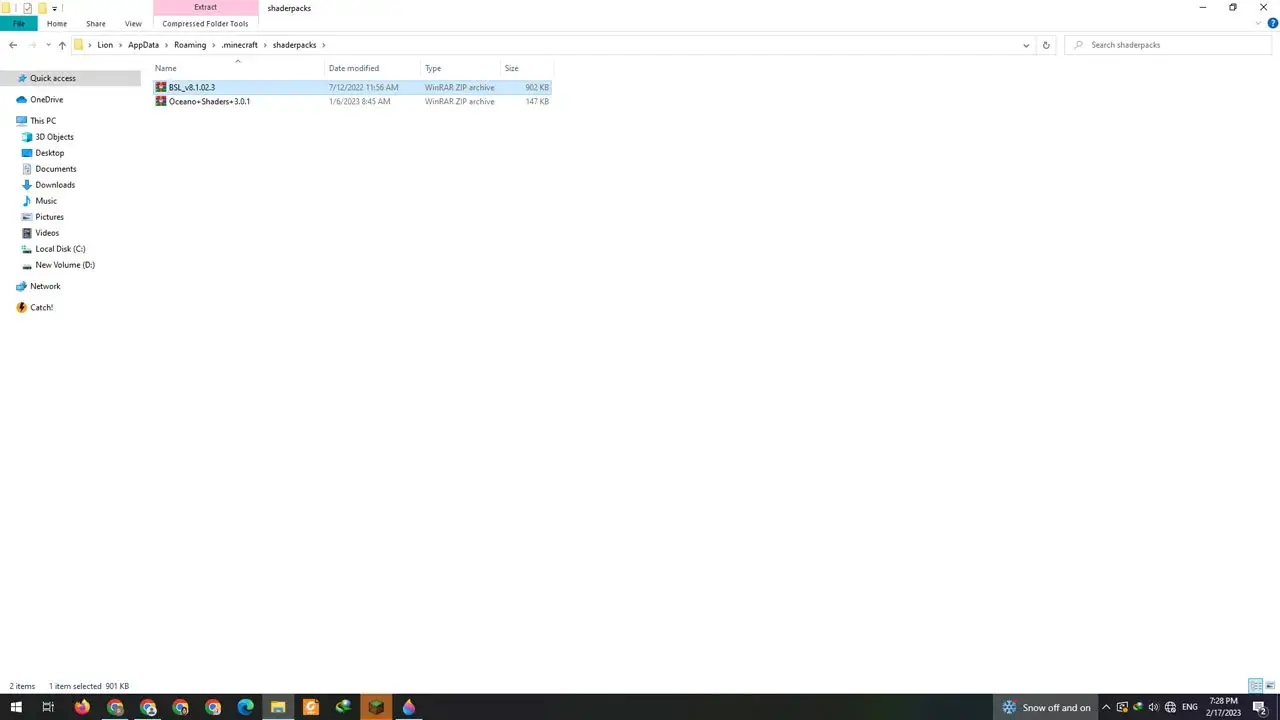 Extract
shaderpacks
File
Home
Share
View
Compressed Folder Tools
Lion
AppData
Roaming
.minecraft
shaderpacks
Search shaderpacks
Name
Date modified
Type
Size
Quick access
OneDrive
This PC
3D Objects
Desktop
Documents
Downloads
Music
Pictures
Videos
Local Disk (C:)
New Volume (D:)
Network
Catch!
BSL_v8.1.02.3
7/12/2022 11:56 AM
WinRAR ZIP archive
902 KB
Oceano+Shaders+3.0.1
1/6/2023 8:45 AM
WinRAR ZIP archive
147 KB
2 items
1 item selected 901 KB
Snow off and on
ENG
7:28 PM
2/17/2023
2